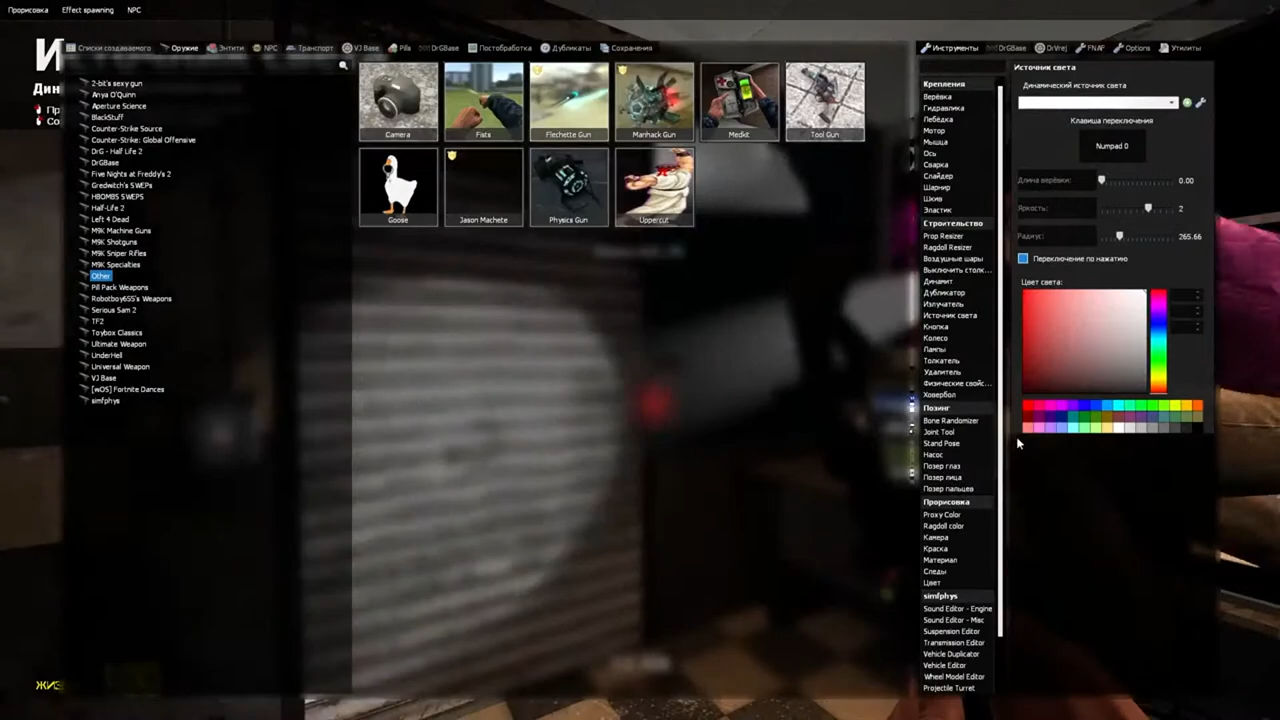 Прорисовка Effect spawning NPC
Списки создаваемого Оружие Энтити NPC Транспорт VJ Base Pills DrGBase Постобработка Дубликаты Сохранения
Инструменты DrGBase DrVrej FNAF Options Утилиты
И
Дин
Пр
Со
2-bit's sexy gun
Anya O'Quinn
Aperture Science
BlackStuff
Counter-Strike Source
Counter-Strike: Global Offensive
DrG - Half Life 2
DrGBase
Five Nights at Freddy's 2
Gredwitch's SWEPs
HBOMBS SWEPS
Half-Life 2
Left 4 Dead
M9K Machine Guns
M9K Shotguns
M9K Sniper Rifles
M9K Specialties
Other
Pill Pack Weapons
Robotboy655's Weapons
Serious Sam 2
TF2
Toybox Classics
Ultimate Weapon
UnderHell
Universal Weapon
VJ Base
[wOS] Fortnite Dances
simfphys
Camera Fists Flechette Gun Manhack Gun Medkit Tool Gun
Goose Jason Machete Physics Gun Uppercut
Крепления
Верёвка
Гидравлика
Лебёдка
Мотор
Мышца
Ось
Сварка
Слайдер
Шарнир
Шкив
Эластик
Строительство
Prop Resizer
Ragdoll Resizer
Воздушные шары
Выключить столк...
Динамит
Дубликатор
Излучатель
Источник света
Кнопка
Колесо
Лампы
Толкатель
Удалитель
Физические свойс...
Ховербол
Позинг
Bone Randomizer
Joint Tool
Stand Pose
Насос
Позер глаз
Позер лица
Позер пальцев
Прорисовка
Proxy Color
Ragdoll color
Камера
Краска
Материал
Следы
Цвет
simfphys
Sound Editor - Engine
Sound Editor - Misc
Suspension Editor
Transmission Editor
Vehicle Duplicator
Vehicle Editor
Wheel Model Editor
Projectile Turret
Источник света
Динамический источник света
Клавиша переключения
Numpad 0
Длина верёвки: 0.00
Яркость: 2
Радиус: 265.66
Переключение по нажатию
Цвет света:
ЖИЗ